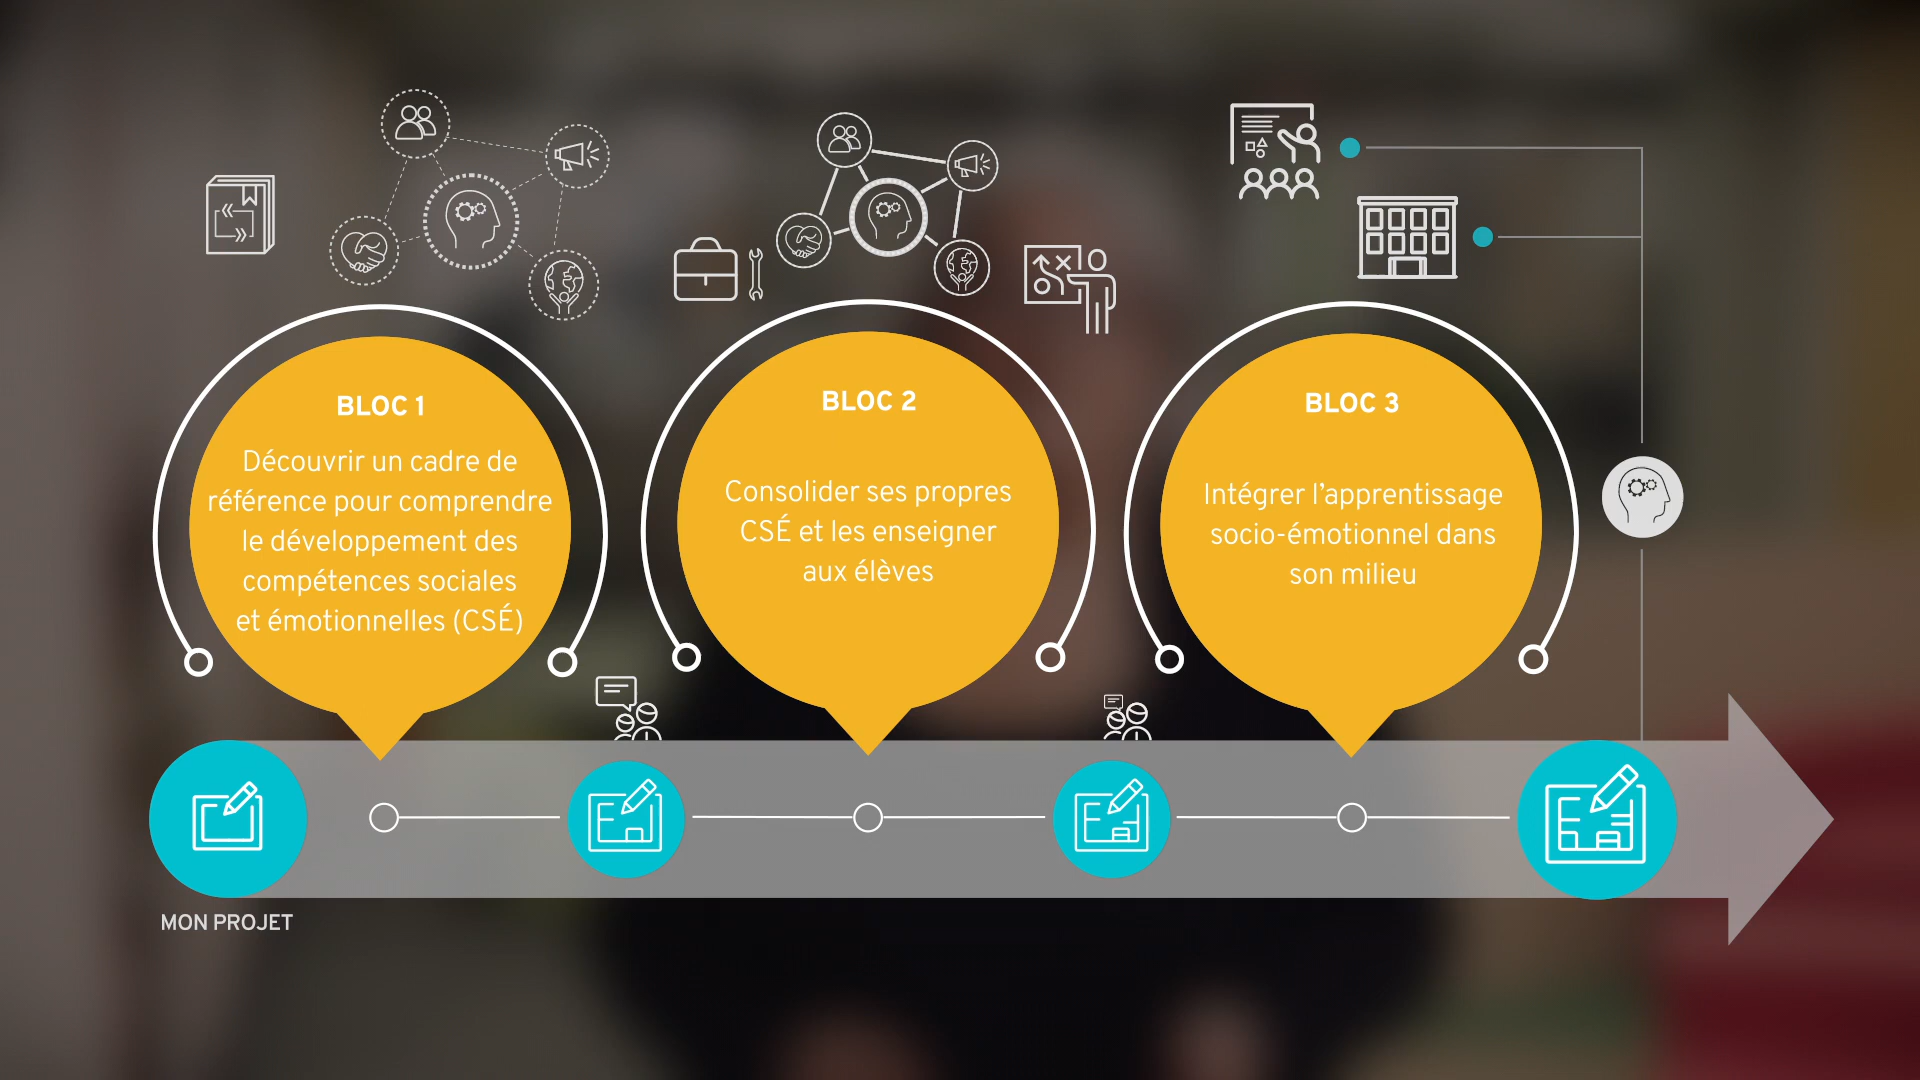 BLOC 1
Découvrir un cadre de
référence pour comprendre
le développement des
compétences sociales
et émotionnelles (CSÉ)
BLOC 2
Consolider ses propres
CSÉ et les enseigner
aux élèves
BLOC 3
Intégrer l’apprentissage
socio-émotionnel dans
son milieu
MON PROJET